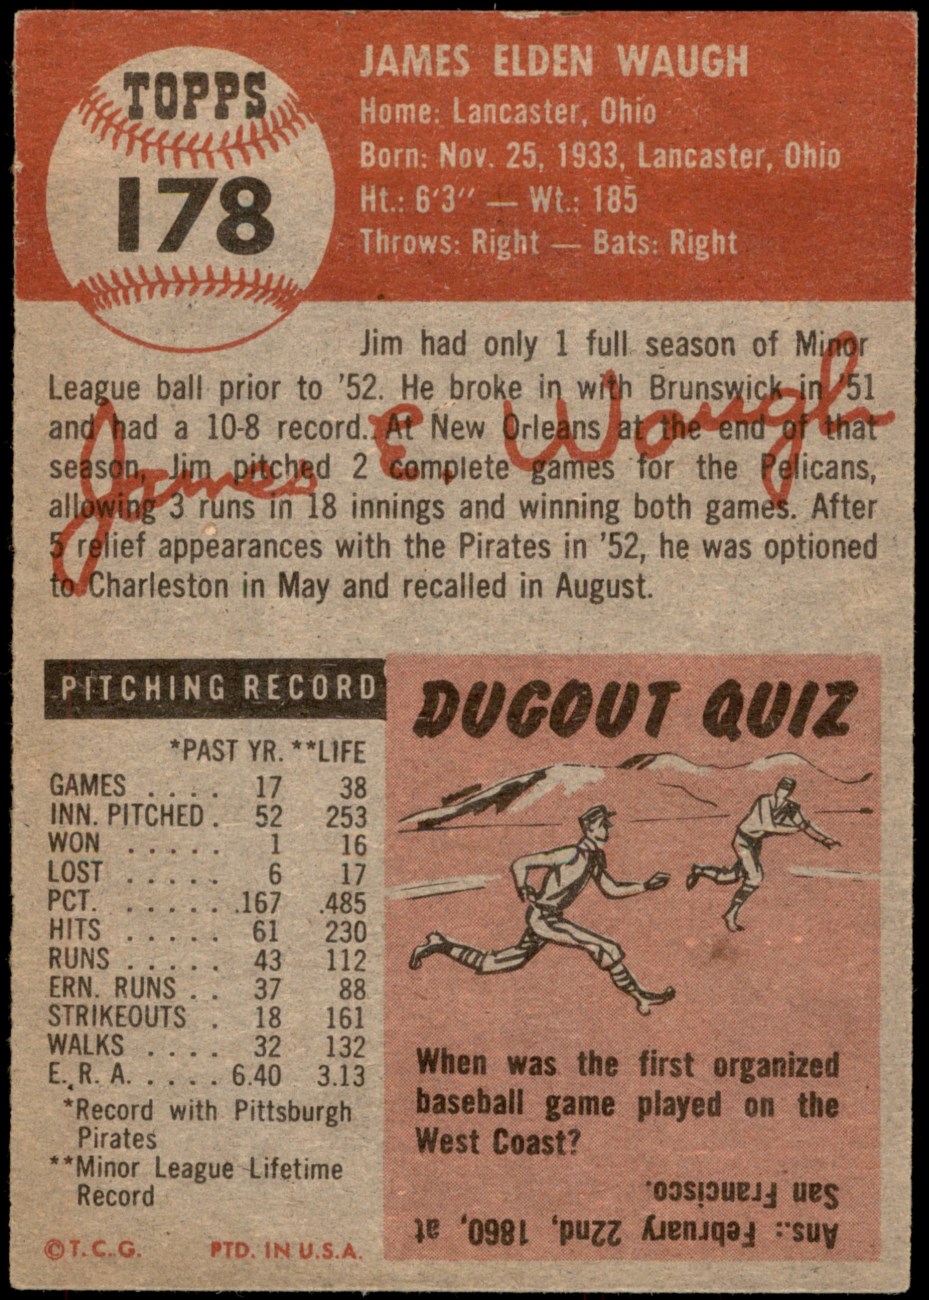 TOPPS
178
JAMES ELDEN WAUGH
Home: Lancaster, Ohio
Born: Nov. 25, 1933, Lancaster, Ohio
Ht.: 6'3" — Wt.: 185
Throws: Right — Bats: Right
Jim had only 1 full season of Minor
League ball prior to '52. He broke in with Brunswick in '51
and had a 10-8 record. At New Orleans at the end of that
season, Jim pitched 2 complete games for the Pelicans,
allowing 3 runs in 18 innings and winning both games. After
5 relief appearances with the Pirates in '52, he was optioned
to Charleston in May and recalled in August.
James E. Waugh
PITCHING RECORD
*PAST YR. **LIFE
GAMES . . . . 17 38
INN. PITCHED . 52 253
WON . . . . . 1 16
LOST . . . . . 6 17
PCT. . . . . . .167 .485
HITS . . . . . 61 230
RUNS . . . . . 43 112
ERN. RUNS . . 37 88
STRIKEOUTS . 18 161
WALKS . . . . 32 132
E. R. A. . . . . 6.40 3.13
*Record with Pittsburgh
Pirates
**Minor League Lifetime
Record
©T.C.G. PTD. IN U.S.A.
DUGOUT QUIZ
When was the first organized
baseball game played on the
West Coast?
Ans.: February 22nd, 1860, at
San Francisco.